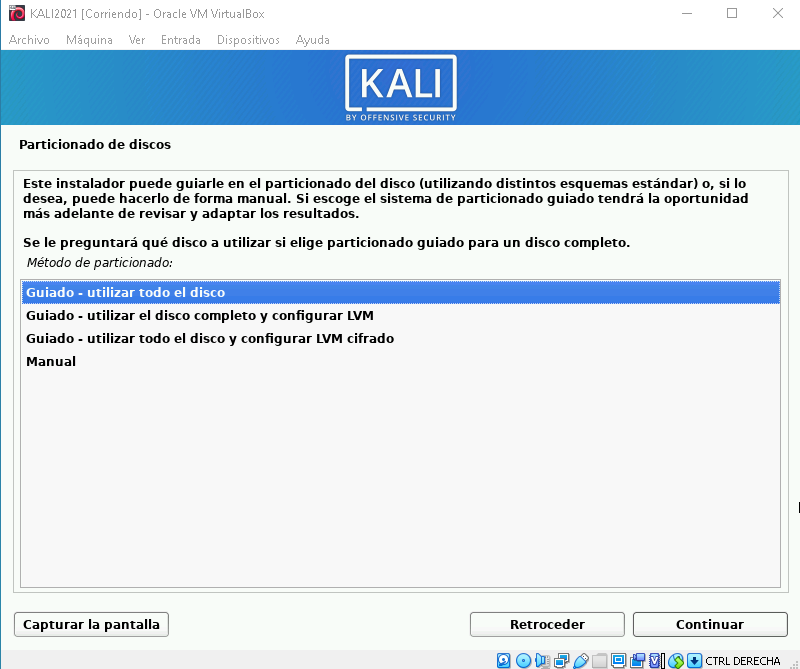 KALI2021 [Corriendo] - Oracle VM VirtualBox
Archivo Máquina Ver Entrada Dispositivos Ayuda
KALI
BY OFFENSIVE SECURITY
Particionado de discos
Este instalador puede guiarle en el particionado del disco (utilizando distintos esquemas estándar) o, si lo
desea, puede hacerlo de forma manual. Si escoge el sistema de particionado guiado tendrá la oportunidad
más adelante de revisar y adaptar los resultados.
Se le preguntará qué disco a utilizar si elige particionado guiado para un disco completo.
Método de particionado:
Guiado - utilizar todo el disco
Guiado - utilizar el disco completo y configurar LVM
Guiado - utilizar todo el disco y configurar LVM cifrado
Manual
Capturar la pantalla Retroceder Continuar
CTRL DERECHA